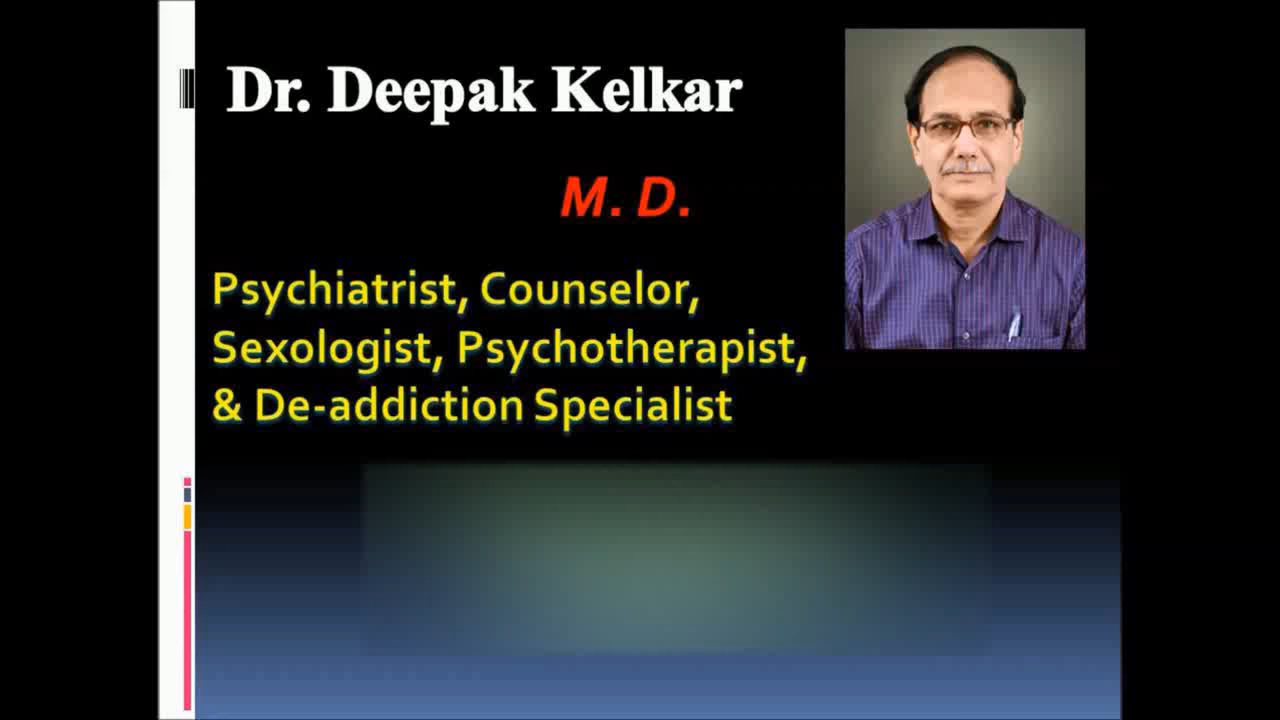 Dr. Deepak Kelkar
M. D.
Psychiatrist, Counselor,
Sexologist, Psychotherapist,
& De-addiction Specialist